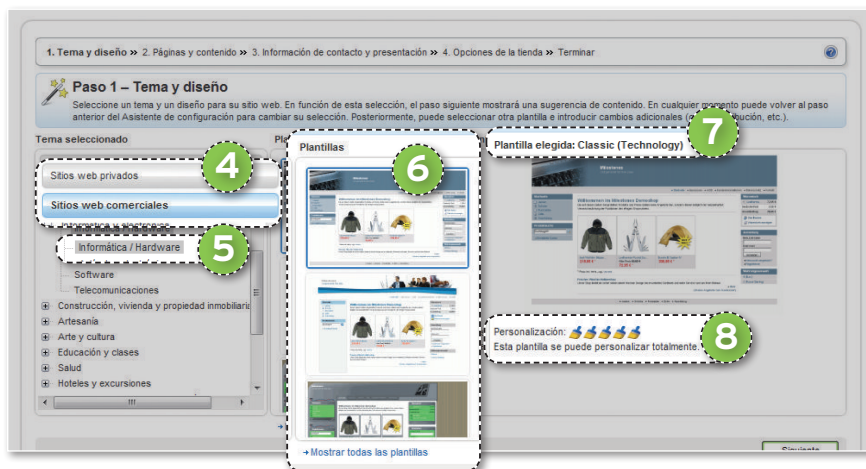 1. Tema y diseño » 2. Páginas y contenido » 3. Información de contacto y presentación » 4. Opciones de la tienda » Terminar
Paso 1 – Tema y diseño
Seleccione un tema y un diseño para su sitio web. En función de esta selección, el paso siguiente mostrará una sugerencia de contenido. En cualquier momento puede volver al paso
anterior del Asistente de configuración para cambiar su selección. Posteriormente, puede seleccionar otra plantilla e introducir cambios adicionales
etc.).
Tema seleccionado
4
Sitios web privados
Sitios web comerciales
5
Informática / Hardware
Software
Telecomunicaciones
Construcción, vivienda y propiedad inmobiliaria
Artesanía
Arte y cultura
Educación y clases
Salud
Hoteles y excursiones
Plantillas
6
Mostrar todas las plantillas
7
Plantilla elegida: Classic (Technology)
Personalización:
Esta plantilla se puede personalizar totalmente.
8
Siguiente